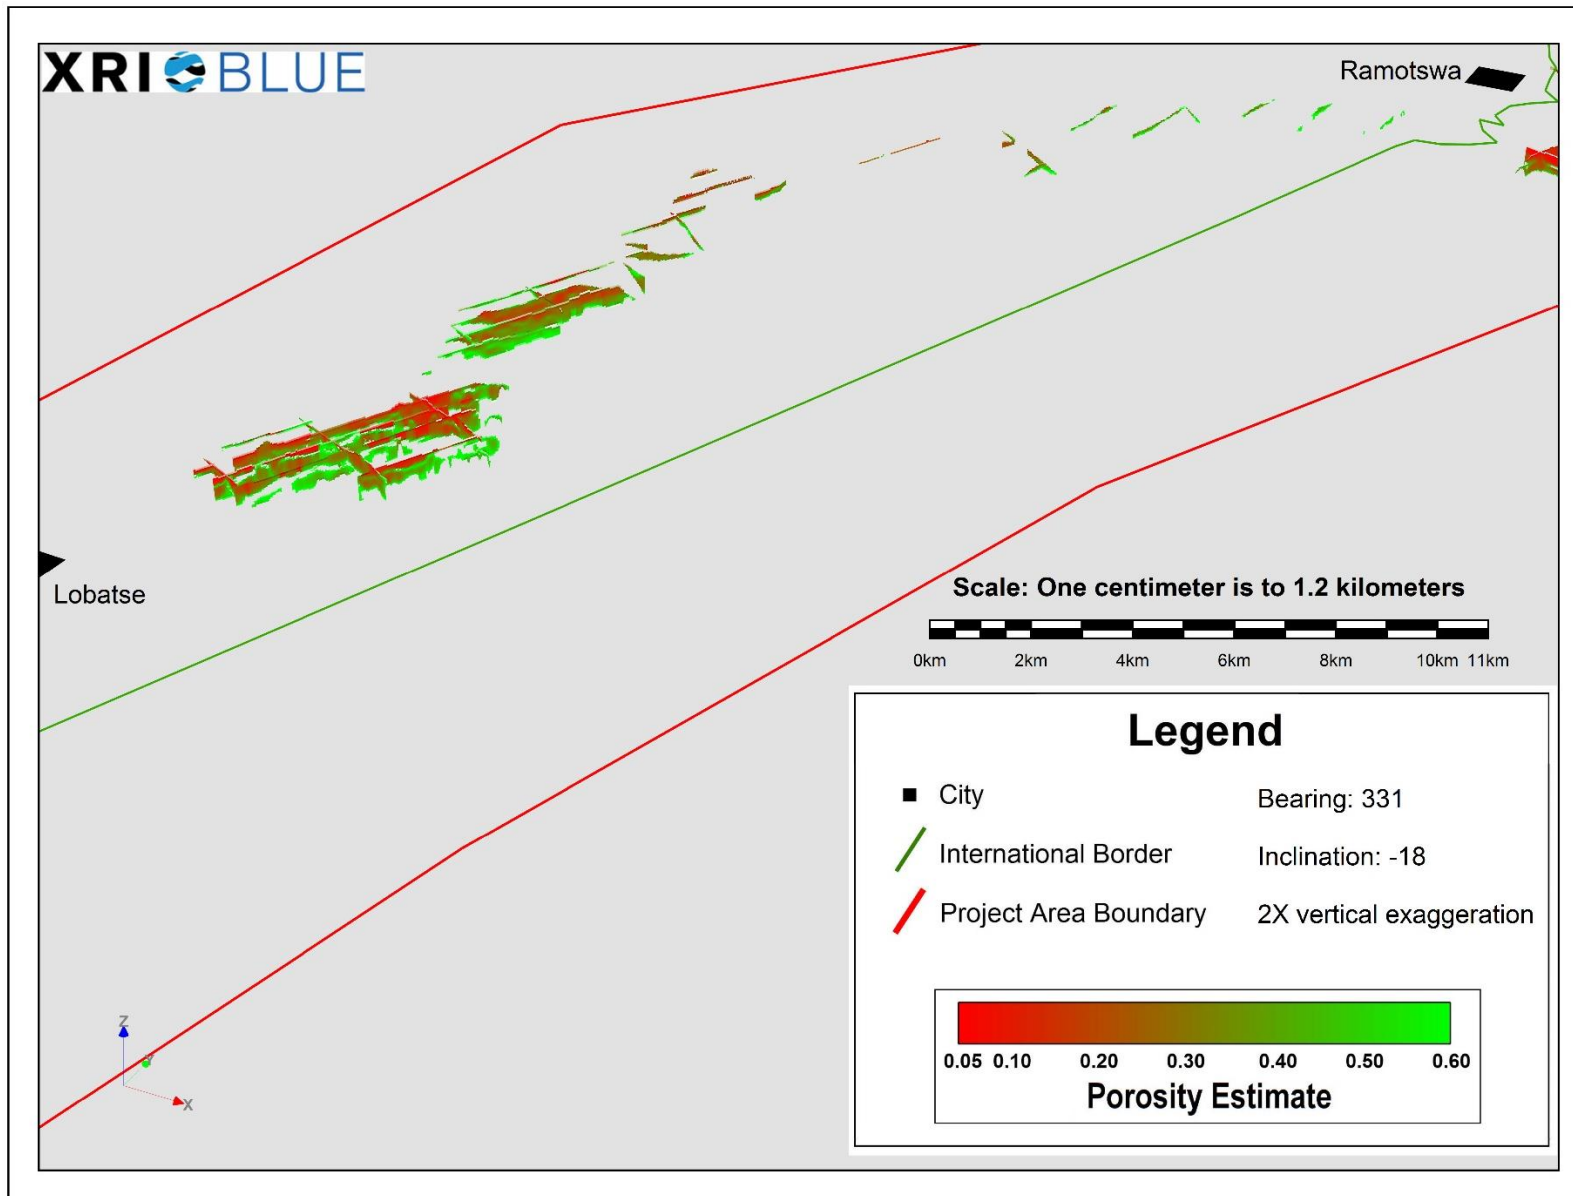 XRI BLUE
Ramotswa
Lobatse
Scale: One centimeter is to 1.2 kilometers
0km 2km 4km 6km 8km 10km 11km
Legend
City
Bearing: 331
International Border
Inclination: -18
Project Area Boundary
2X vertical exaggeration
0.05 0.10 0.20 0.30 0.40 0.50 0.60
Porosity Estimate
Z
Y
X